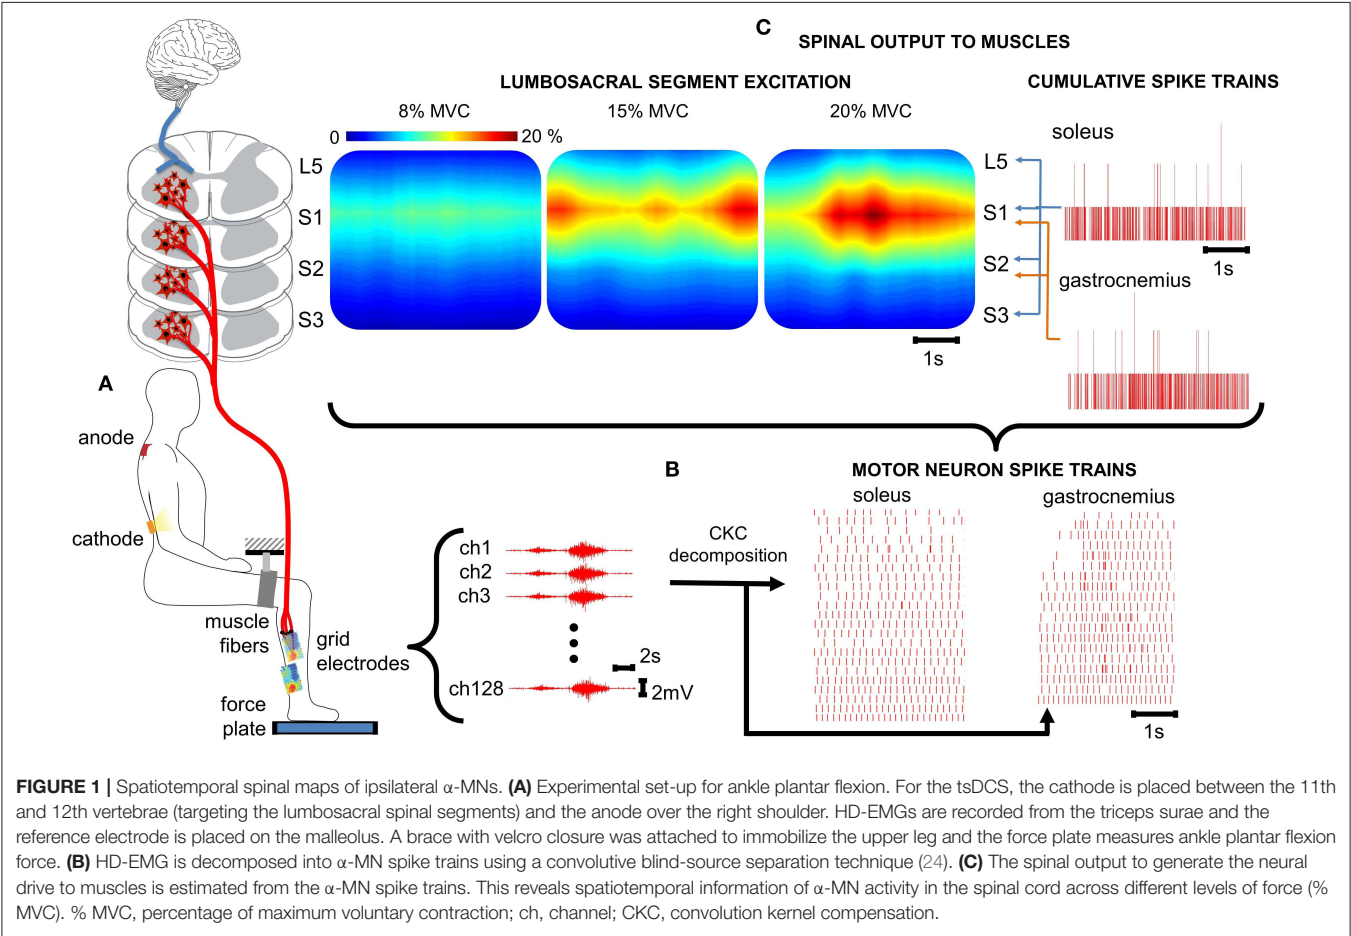 C
SPINAL OUTPUT TO MUSCLES
LUMBOSACRAL SEGMENT EXCITATION
CUMULATIVE SPIKE TRAINS
8% MVC
15% MVC
20% MVC
0
20 %
L5
S1
S2
S3
L5
S1
S2
S3
1s
soleus
1s
gastrocnemius
A
anode
cathode
muscle
fibers
grid
electrodes
force
plate
B
MOTOR NEURON SPIKE TRAINS
soleus
gastrocnemius
ch1
ch2
ch3
ch128
2s
2mV
CKC
decomposition
1s
FIGURE 1 | Spatiotemporal spinal maps of ipsilateral α-MNs. (A) Experimental set-up for ankle plantar flexion. For the tsDCS, the cathode is placed between the 11th
and 12th vertebrae (targeting the lumbosacral spinal segments) and the anode over the right shoulder. HD-EMGs are recorded from the triceps surae and the
reference electrode is placed on the malleolus. A brace with velcro closure was attached to immobilize the upper leg and the force plate measures ankle plantar flexion
force. (B) HD-EMG is decomposed into α-MN spike trains using a convolutive blind-source separation technique (24). (C) The spinal output to generate the neural
drive to muscles is estimated from the α-MN spike trains. This reveals spatiotemporal information of α-MN activity in the spinal cord across different levels of force (%
MVC). % MVC, percentage of maximum voluntary contraction; ch, channel; CKC, convolution kernel compensation.